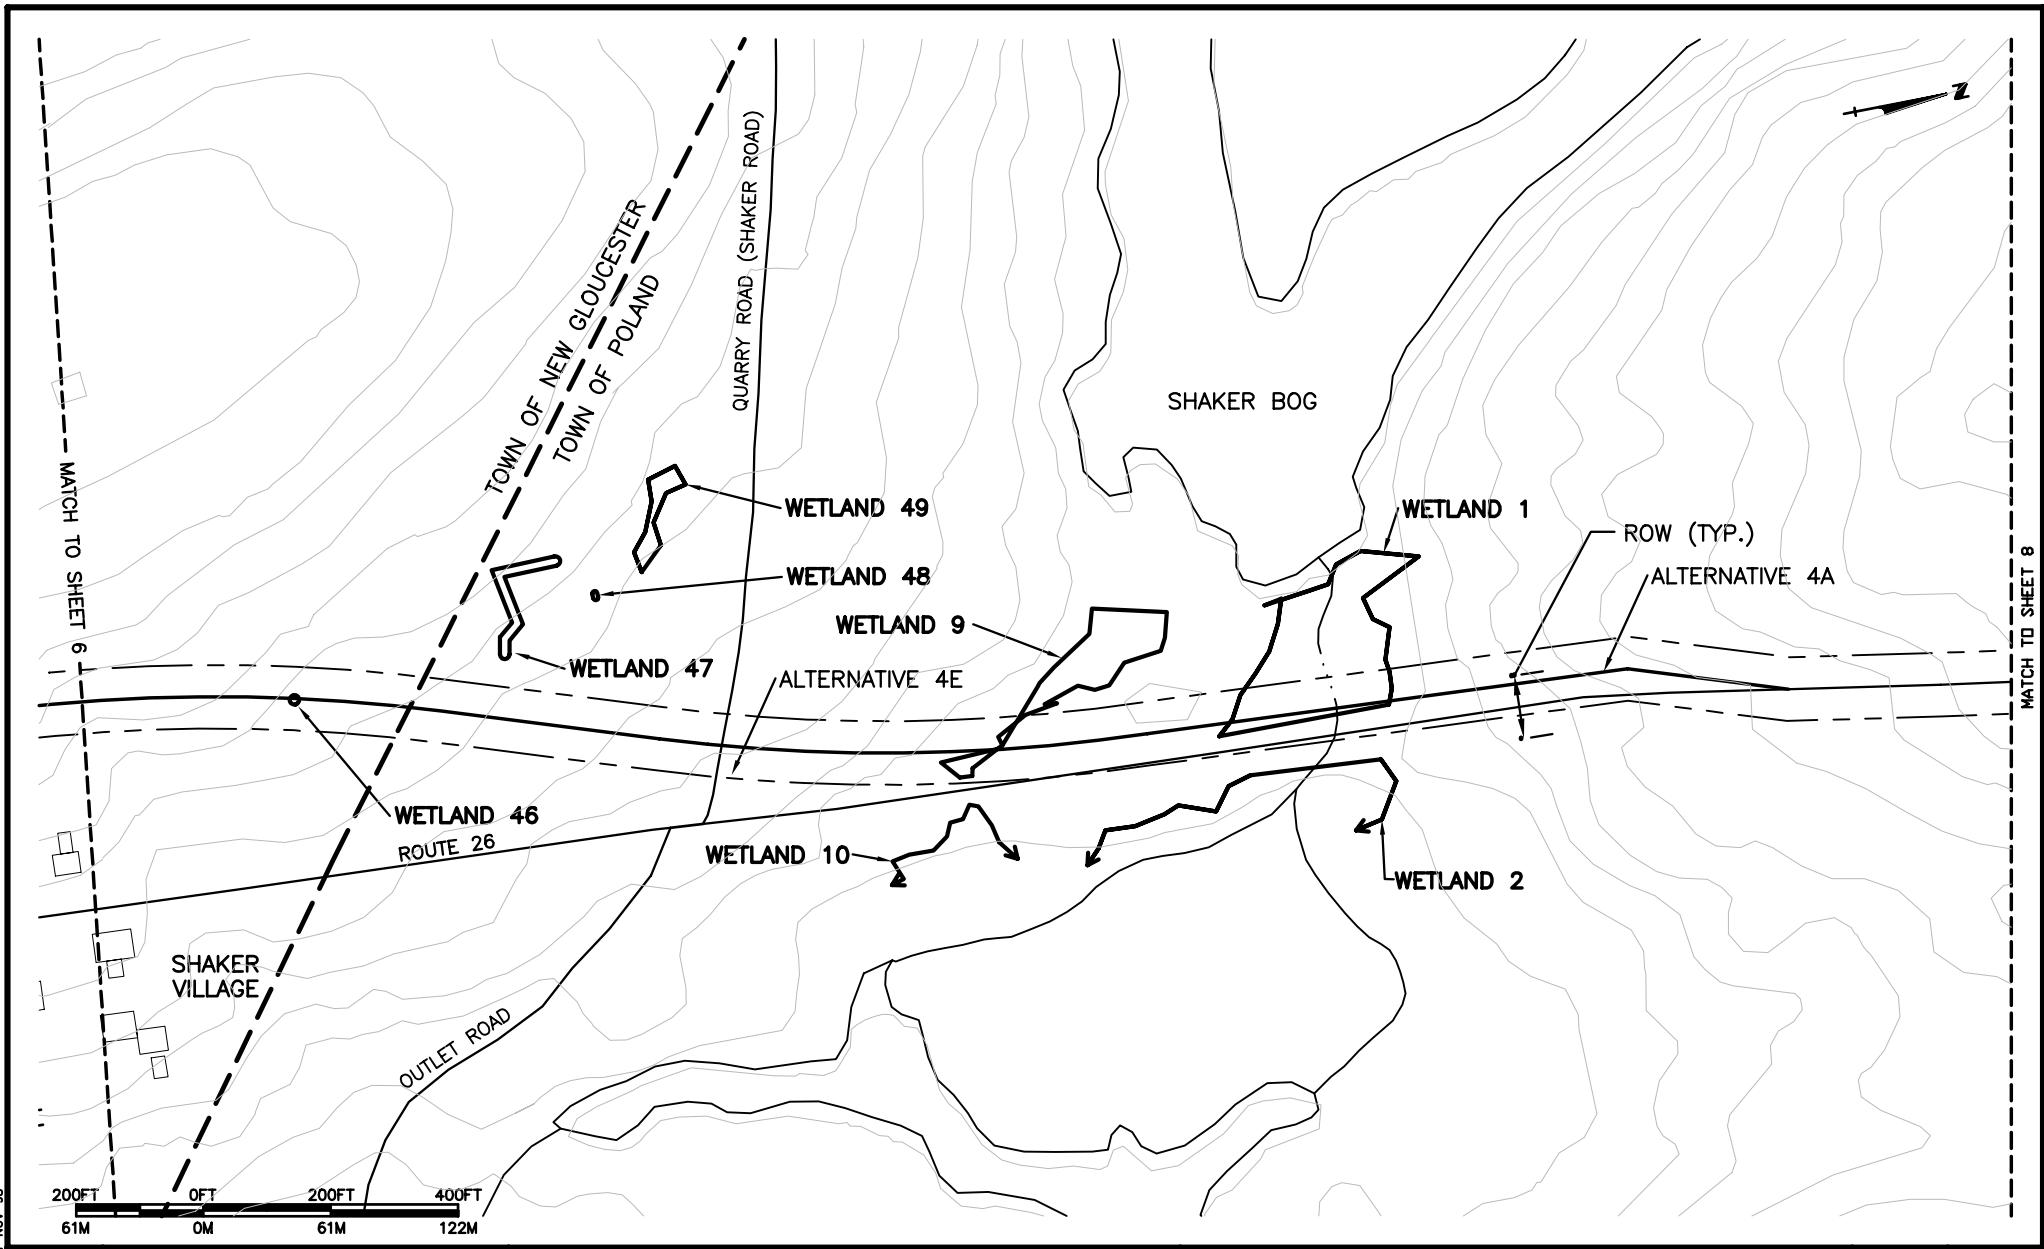 TOWN OF NEW GLOUCESTER
TOWN OF POLAND
QUARRY ROAD (SHAKER ROAD)
SHAKER BOG
MATCH TO SHEET 6
MATCH TO SHEET 8
WETLAND 49
WETLAND 1
ROW (TYP.)
WETLAND 48
ALTERNATIVE 4A
WETLAND 9
WETLAND 47
ALTERNATIVE 4E
WETLAND 46
ROUTE 26
WETLAND 10
WETLAND 2
SHAKER
VILLAGE
OUTLET ROAD
200FT 0FT 200FT 400FT
61M 0M 61M 122M
Z